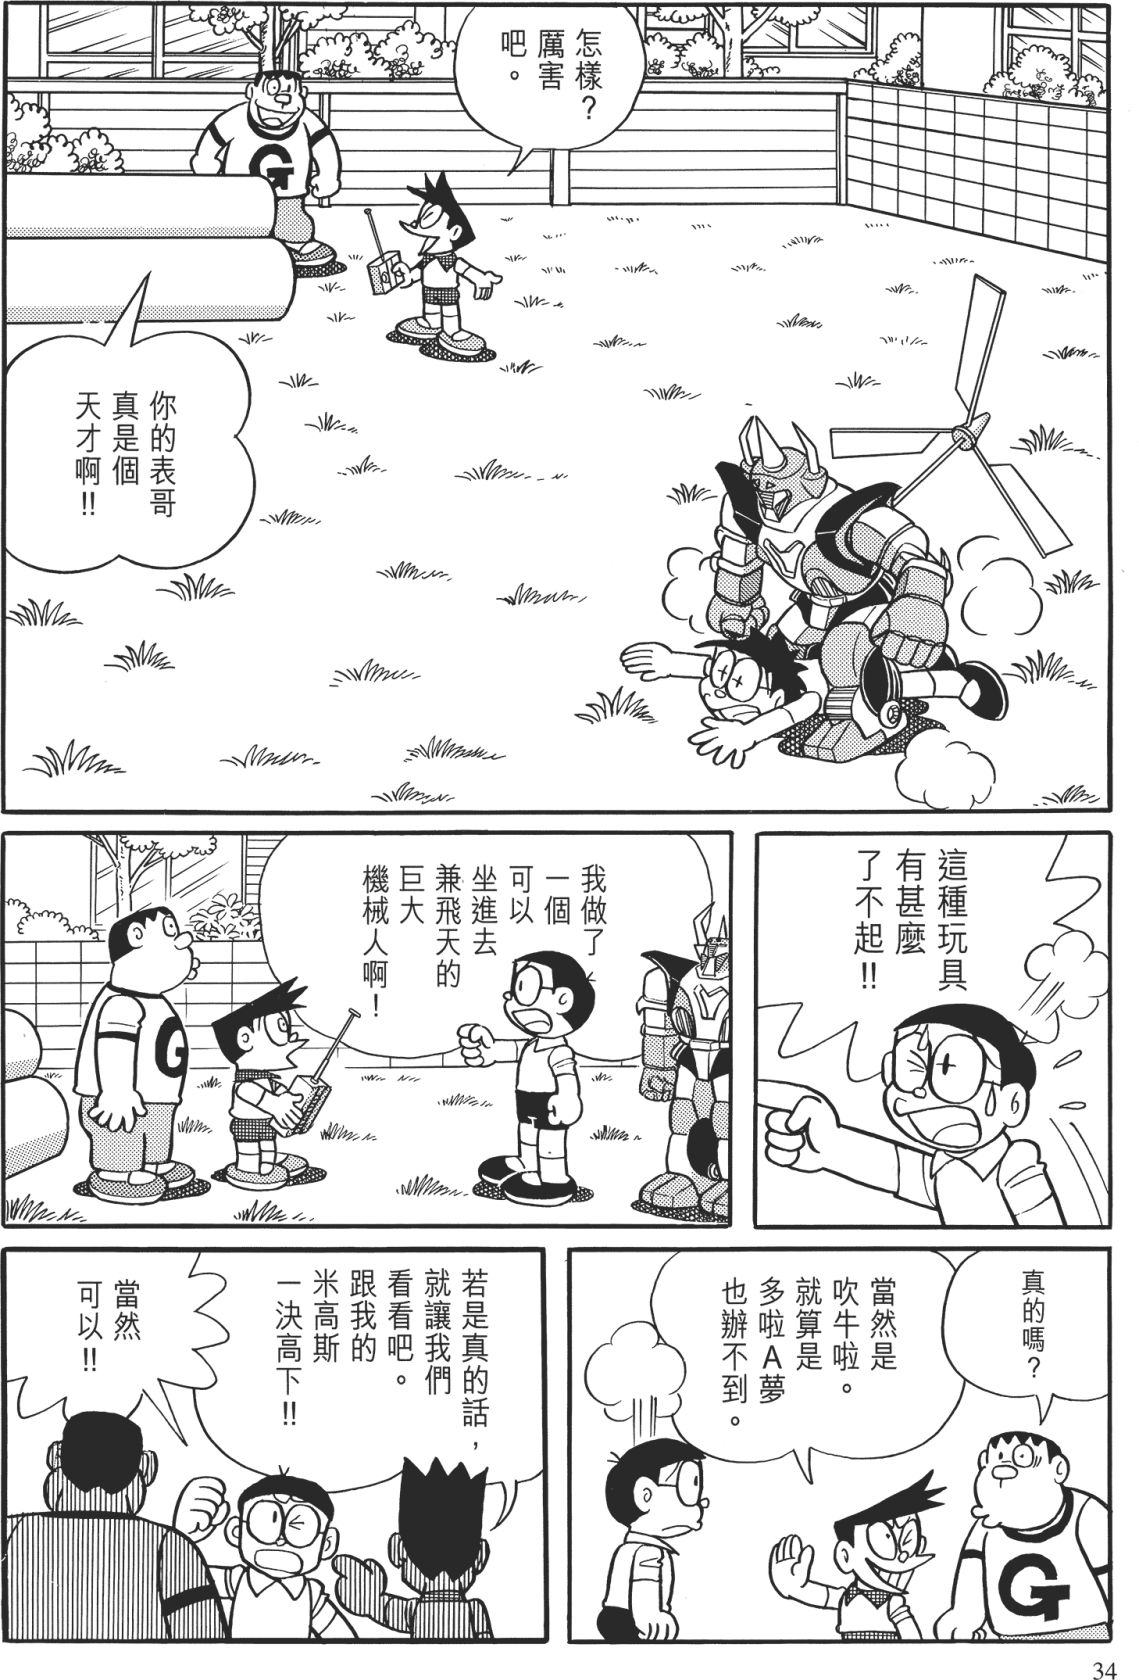 怎樣？
厲害
吧。
你的表哥
真是個
天才啊!!
G
這種玩具
有甚麼
了不起!!
我做了
一個
可以
坐進去
兼飛天的
巨大
機械人啊！
G
真的嗎？
當然是
吹牛啦。
就算是
多啦A夢
也辦不到。
G
若是真的話，
就讓我們
看看吧。
跟我的
米高斯
一決高下!!
當然
可以!!
34